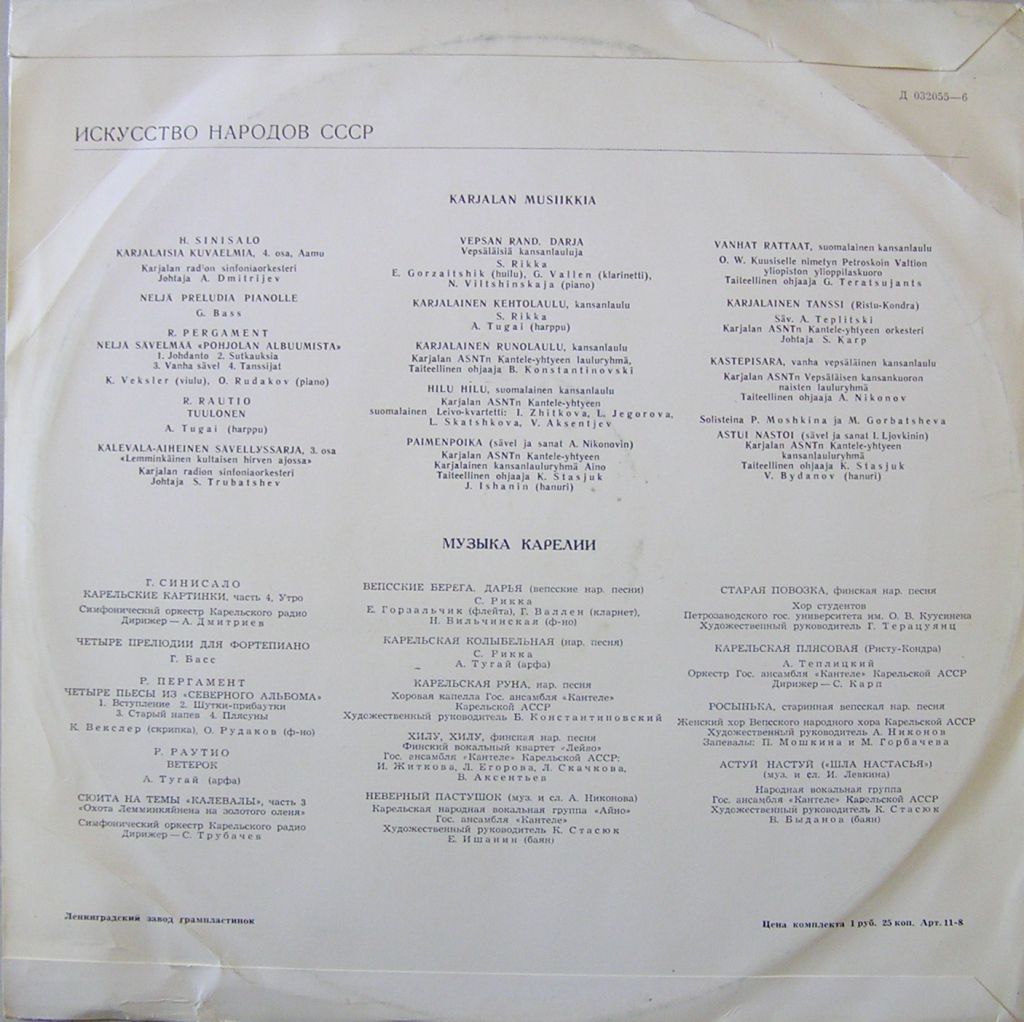 Д 032055—6
ИСКУССТВО НАРОДОВ СССР
KARJALAN MUSIIKKIA
H. SINISALO
KARJALAISIA KUVAELMIA, 4. osa, Aamu
Karjalan radion sinfoniaorkesteri
Johtaja A. Dmitrijev
NELJÄ PRELUDIA PIANOLLE
G. Bass
R. PERGAMENT
NELJÄ SÄVELMÄÄ «POHJOLAN ALBUUMISTA»
1. Johdanto 2. Sutkauksia
3. Vanha sävel 4. Tanssijat
K. Veksler (viulu), O. Rudakov (piano)
R. RAUTIO
TUULONEN
A. Tugai (harppu)
KALEVALA-AIHEINEN SÄVELLYSSARJA, 3. osa
«Lemminkäinen kultaisen hirven ajossa»
Karjalan radion sinfoniaorkesteri
Johtaja S. Trubatshev
VEPSÄN RAND. DARJA
Vepsäläisiä kansanlauluja
S. Rikka
E. Gorzaltshik (huilu), G. Vallen (klarinetti),
N. Viltshinskaja (piano)
KARJALAINEN KEHTOLAULU, kansanlaulu
S. Rikka
A. Tugai (harppu)
KARJALAINEN RUNOLAULU, kansanlaulu
Karjalan ASNTn Kantele-yhtyeen lauluryhmä,
Taiteellinen ohjaaja B. Konstantinovski
HILU HILU, suomalainen kansanlaulu
Karjalan ASNTn Kantele-yhtyeen
suomalainen Leivo-kvartetti: I. Zhitkova, L. Jegorova,
L. Skatshkova, V. Aksentjev
PAIMENPOIKA (sävel ja sanat A. Nikonovin)
Karjalan ASNTn Kantele-yhtyeen
Karjalainen kansanlauluryhmä Aino
Taiteellinen ohjaaja K. Stasjuk
J. Ishanin (hanuri)
VANHAT RATTAAT, suomalainen kansanlaulu
O. W. Kuusiselle nimetyn Petroskoin Valtion
yliopiston ylioppilaskuoro
Taiteellinen ohjaaja G. Teratsujants
KARJALAINEN TANSSI (Ristu-Kondra)
Säv. A. Teplitski
Karjalan ASNTn Kantele-yhtyeen orkesteri
Johtaja S. Karp
KASTEPISARA, vanha vepsäläinen kansanlaulu
Karjalan ASNTn Vepsäläisen kansankuoron
naisten lauluryhmä
Taiteellinen ohjaaja A. Nikonov
Solisteina P. Moshkina ja M. Gorbatsheva
ASTUI NASTOI (sävel ja sanat I. Ljovkinin)
Karjalan ASNTn Kantele-yhtyeen
kansanlauluryhmä
Taiteellinen ohjaaja K. Stasjuk
V. Bydanov (hanuri)
МУЗЫКА КАРЕЛИИ
Г. СИНИСАЛО
КАРЕЛЬСКИЕ КАРТИНКИ, часть 4, Утро
Симфонический оркестр Карельского радио
Дирижер — А. Дмитриев
ЧЕТЫРЕ ПРЕЛЮДИИ ДЛЯ ФОРТЕПИАНО
Г. Басс
Р. ПЕРГАМЕНТ
ЧЕТЫРЕ ПЬЕСЫ ИЗ «СЕВЕРНОГО АЛЬБОМА»
1. Вступление 2. Шутки-прибаутки
3. Старый напев 4. Плясуны
К. Векслер (скрипка), О. Рудаков (ф-но)
Р. РАУТИО
ВЕТЕРОК
А. Тугай (арфа)
СЮИТА НА ТЕМЫ «КАЛЕВАЛЫ», часть 3
«Охота Лемминкяйнена на золотого оленя»
Симфонический оркестр Карельского радио
Дирижер — С. Трубачев
ВЕПССКИЕ БЕРЕГА. ДАРЬЯ (вепсские нар. песни)
С. Рикка
Е. Горзальчик (флейта), Г. Валлен (кларнет),
Н. Вильчинская (ф-но)
КАРЕЛЬСКАЯ КОЛЫБЕЛЬНАЯ (нар. песня)
С. Рикка
А. Тугай (арфа)
КАРЕЛЬСКАЯ РУНА, нар. песня
Хоровая капелла Гос. ансамбля «Кантеле»
Карельской АССР
Художественный руководитель Б. Константиновский
ХИЛУ, ХИЛУ, финская нар. песня
Финский вокальный квартет «Лейво»
Гос. ансамбля «Кантеле» Карельской АССР:
И. Житкова, Л. Егорова, Л. Скачкова,
В. Аксентьев
НЕВЕРНЫЙ ПАСТУШОК (муз. и сл. А. Никонова)
Карельская народная вокальная группа «Айно»
Гос. ансамбля «Кантеле»
Художественный руководитель К. Стасюк
Е. Ишанин (баян)
СТАРАЯ ПОВОЗКА, финская нар. песня
Хор студентов
Петрозаводского гос. университета им. О. В. Куусинена
Художественный руководитель Г. Терацуянц
КАРЕЛЬСКАЯ ПЛЯСОВАЯ (Ристу-Кондра)
А. Теплицкий
Оркестр Гос. ансамбля «Кантеле» Карельской АССР
Дирижер — С. Карп
РОСЫНЬКА, старинная вепсская нар. песня
Женский хор Вепсского народного хора Карельской АССР
Художественный руководитель А. Никонов
Запевалы: П. Мошкина и М. Горбачева
АСТУЙ НАСТУЙ («ШЛА НАСТАСЬЯ»)
(муз. и сл. И. Левкина)
Народная вокальная группа
Гос. ансамбля «Кантеле» Карельской АССР
Художественный руководитель К. Стасюк
В. Быданов (баян)
Ленинградский завод грампластинок
Цена комплекта 1 руб. 25 коп. Арт. 11-8